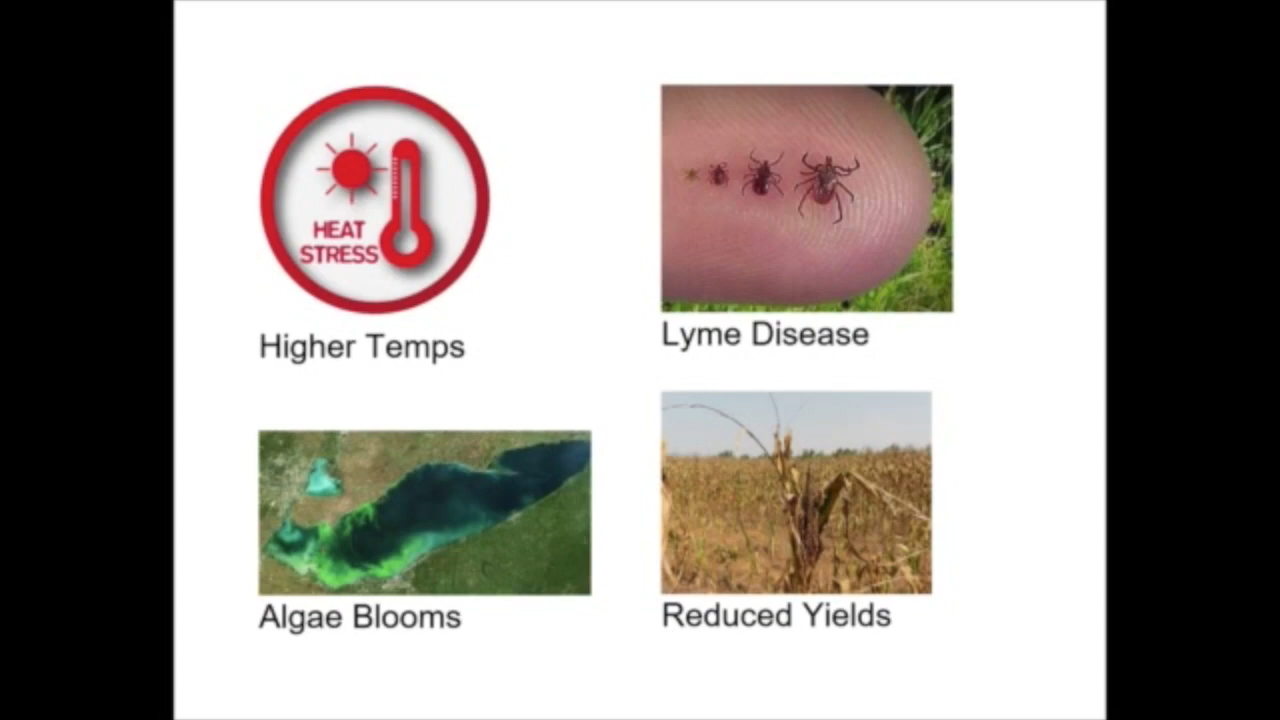 HEAT
STRESS
Higher Temps
Lyme Disease
Algae Blooms
Reduced Yields